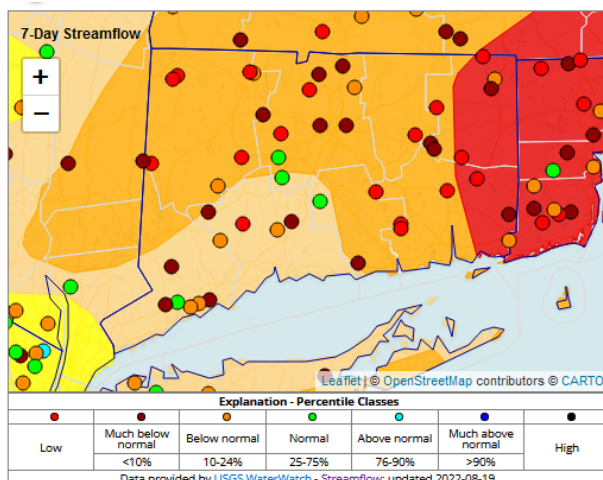 7-Day Streamflow
+
−
Leaflet | © OpenStreetMap contributors © CARTO
Explanation - Percentile Classes
Low
Much below normal
Below normal
Normal
Above normal
Much above normal
High
<10%
10-24%
25-75%
76-90%
>90%
Data provided by USGS WaterWatch - Streamflow; updated 2022-08-19